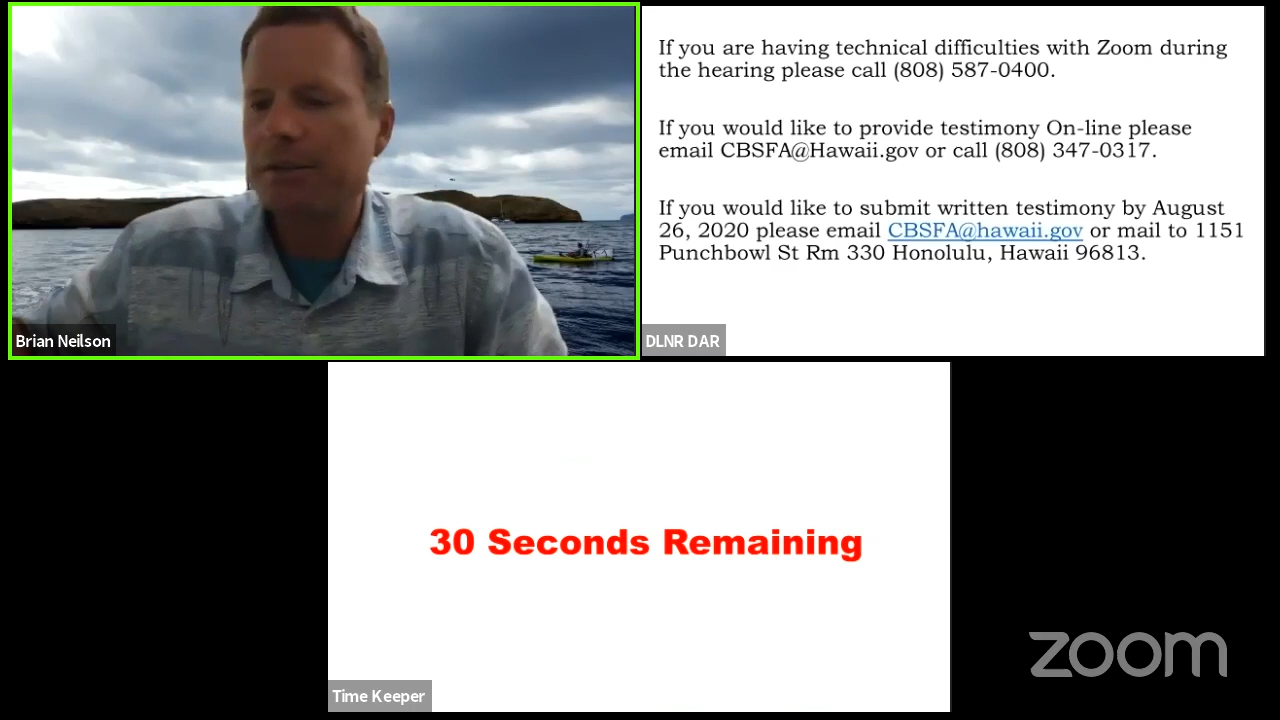 If you are having technical difficulties with Zoom during
the hearing please call (808) 587-0400.
If you would like to provide testimony On-line please
email CBSFA@Hawaii.gov or call (808) 347-0317.
If you would like to submit written testimony by August
26, 2020 please email CBSFA@hawaii.gov or mail to 1151
Punchbowl St Rm 330 Honolulu, Hawaii 96813.
Brian Neilson
DLNR DAR
30 Seconds Remaining
Time Keeper
zoom